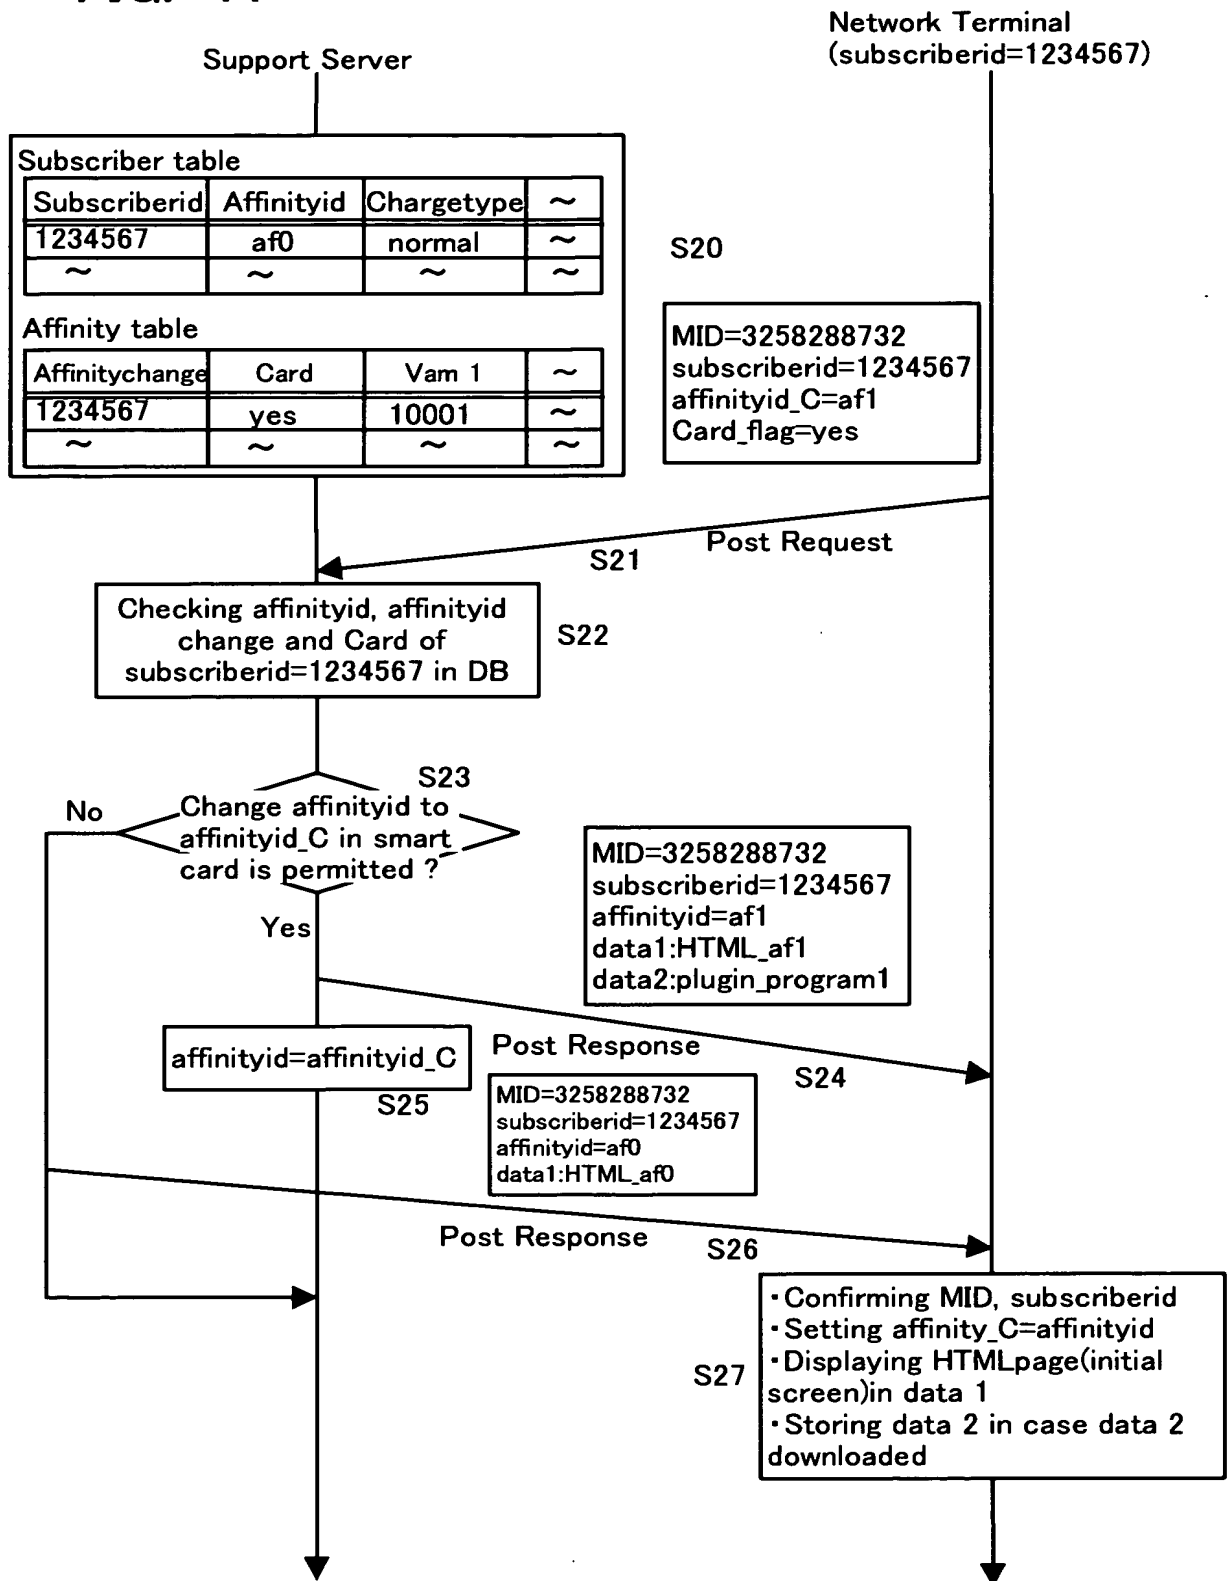 Network Terminal
(subscriberid=1234567)
Support Server
Subscriber table
Subscriberid Affinityid Chargetype ~
1234567 af0 normal ~
~ ~ ~ ~
S20
Affinity table
Affinitychange Card Vam 1 ~
1234567 yes 10001 ~
~ ~ ~ ~
MID=3258288732
subscriberid=1234567
affinityid_C=af1
Card_flag=yes
Post Request
S21
Checking affinityid, affinityid
change and Card of
subscriberid=1234567 in DB
S22
S23
No
Change affinityid to
affinityid_C in smart
card is permitted ?
Yes
MID=3258288732
subscriberid=1234567
affinityid=af1
data1:HTML_af1
data2:plugin_program1
affinityid=affinityid_C
Post Response
S24
S25
MID=3258288732
subscriberid=1234567
affinityid=af0
data1:HTML_af0
Post Response
S26
・Confirming MID, subscriberid
・Setting affinity_C=affinityid
・Displaying HTMLpage(initial
screen)in data 1
・Storing data 2 in case data 2
downloaded
S27